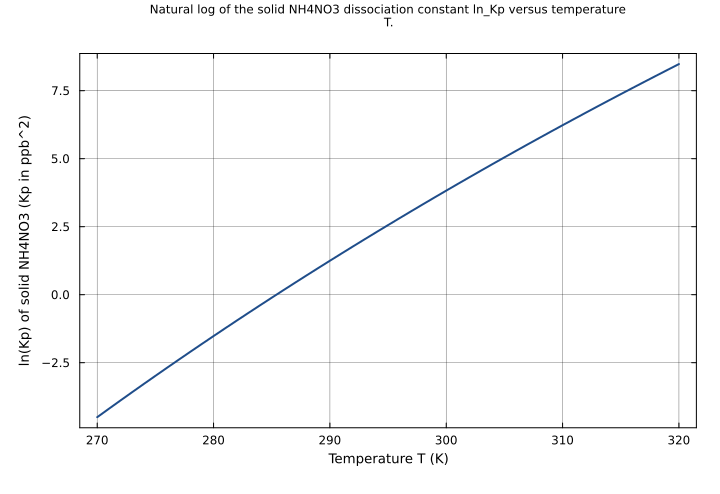 Natural log of the solid NH4NO3 dissociation constant ln_Kp versus temperature
T.
ln(Kp) of solid NH4NO3 (Kp in ppb^2)
7.5
5.0
2.5
0.0
−2.5
270 280 290 300 310 320
Temperature T (K)